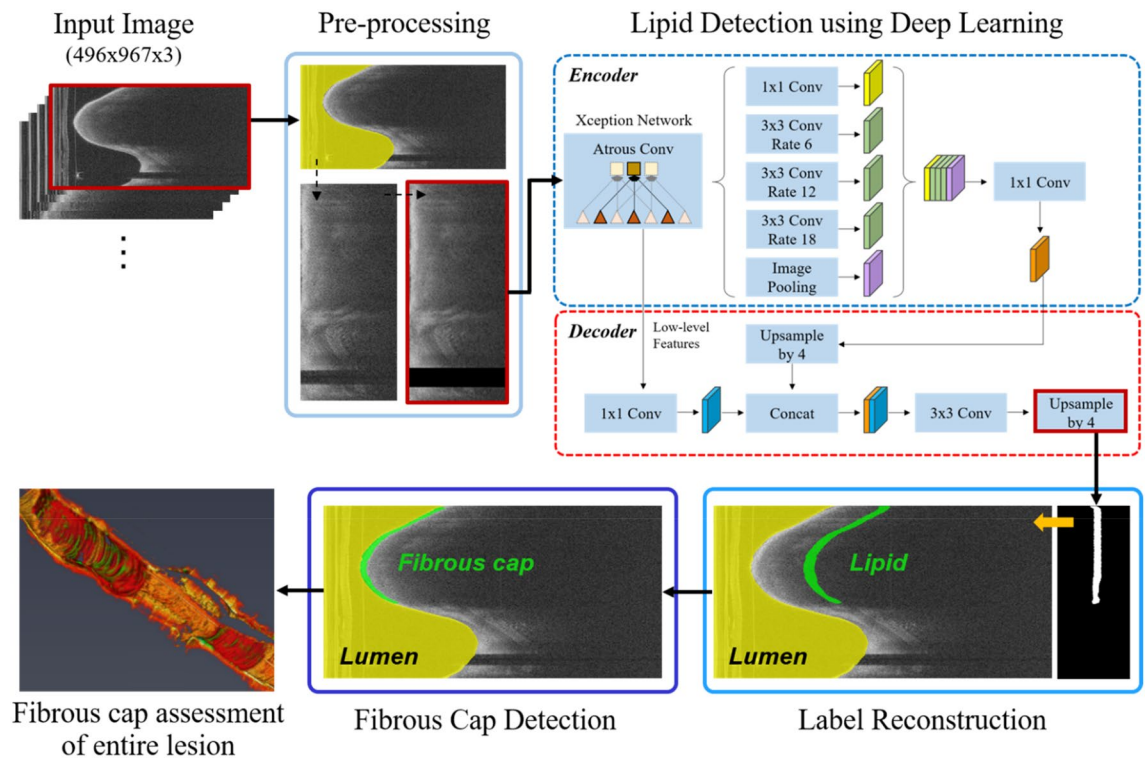 Input Image
(496x967x3)
Pre-processing
Lipid Detection using Deep Learning
Encoder
Xception Network
Atrous Conv
1x1 Conv
3x3 Conv
Rate 6
3x3 Conv
Rate 12
3x3 Conv
Rate 18
Image
Pooling
1x1 Conv
Decoder
Low-level
Features
Upsample
by 4
1x1 Conv
Concat
3x3 Conv
Upsample
by 4
Fibrous cap
Lumen
Lipid
Lumen
Fibrous cap assessment
of entire lesion
Fibrous Cap Detection
Label Reconstruction